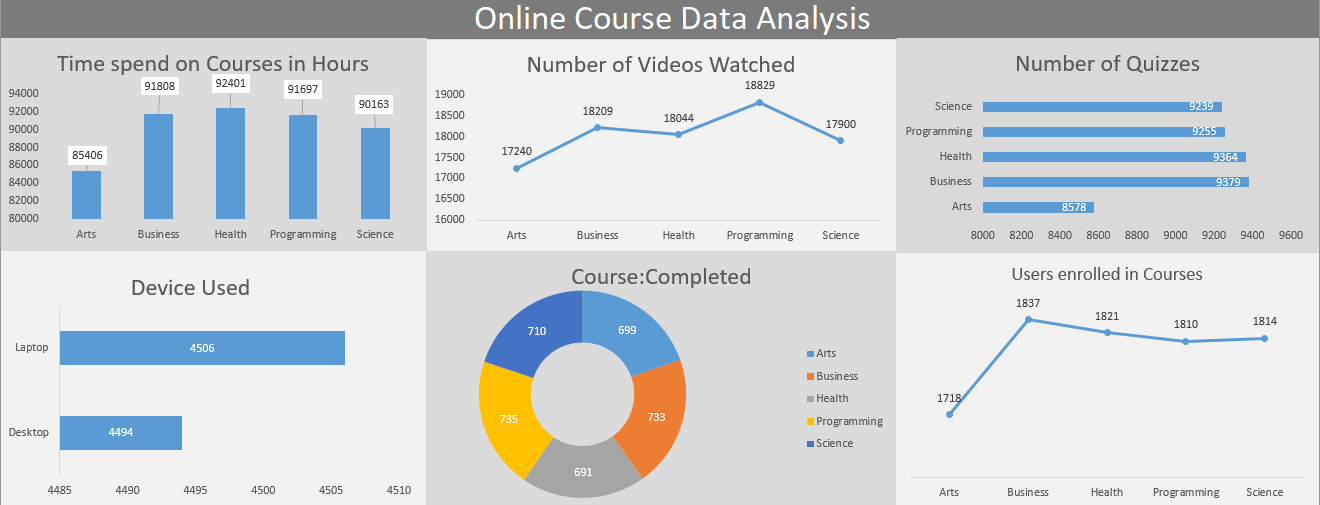 Online Course Data Analysis
Time spend on Courses in Hours
94000
92000
90000
88000
86000
84000
82000
80000
85406
91808
92401
91697
90163
Arts Business Health Programming Science
Number of Videos Watched
19000
18500
18000
17500
17000
16500
16000
17240
18209
18044
18829
17900
Arts Business Health Programming Science
Number of Quizzes
Science 9239
Programming 9255
Health 9364
Business 9379
Arts 8578
8000 8200 8400 8600 8800 9000 9200 9400 9600
Device Used
Laptop 4506
Desktop 4494
4485 4490 4495 4500 4505 4510
Course:Completed
710 699
735 733
691
Arts
Business
Health
Programming
Science
Users enrolled in Courses
1718
1837
1821
1810
1814
Arts Business Health Programming Science